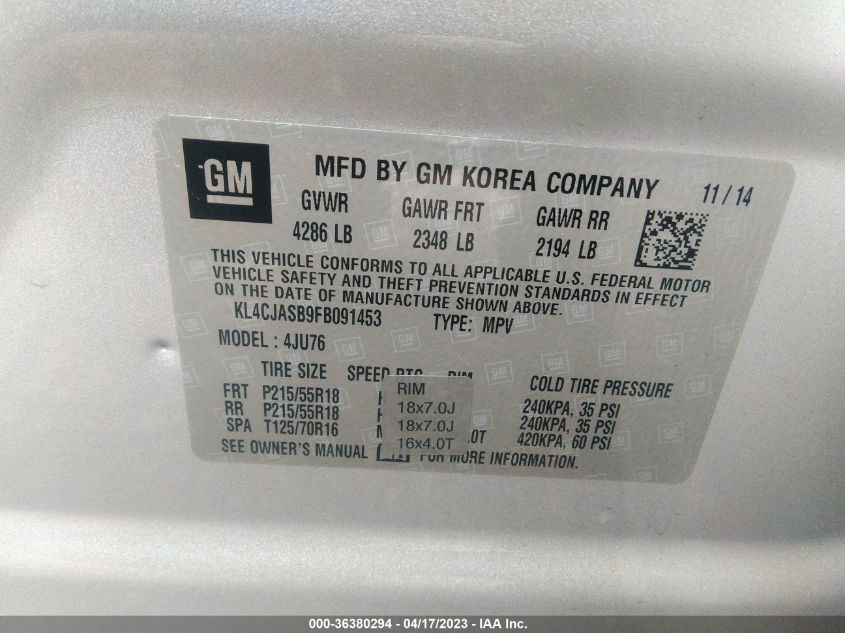 GM MFD BY GM KOREA COMPANY 11/14
GVWR GAWR FRT GAWR RR
4286 LB 2348 LB 2194 LB
THIS VEHICLE CONFORMS TO ALL APPLICABLE U.S. FEDERAL MOTOR
VEHICLE SAFETY AND THEFT PREVENTION STANDARDS IN EFFECT
ON THE DATE OF MANUFACTURE SHOWN ABOVE.
KL4CJASB9FB091453 TYPE: MPV
MODEL: 4JU76
TIRE SIZE SPEED RTG RIM COLD TIRE PRESSURE
FRT P215/55R18 18x7.0J 240KPA, 35 PSI
RR P215/55R18 18x7.0J 240KPA, 35 PSI
SPA T125/70R16 16x4.0T 420KPA, 60 PSI
SEE OWNER'S MANUAL FOR MORE INFORMATION.
000-36380294 - 04/17/2023 - IAA Inc.